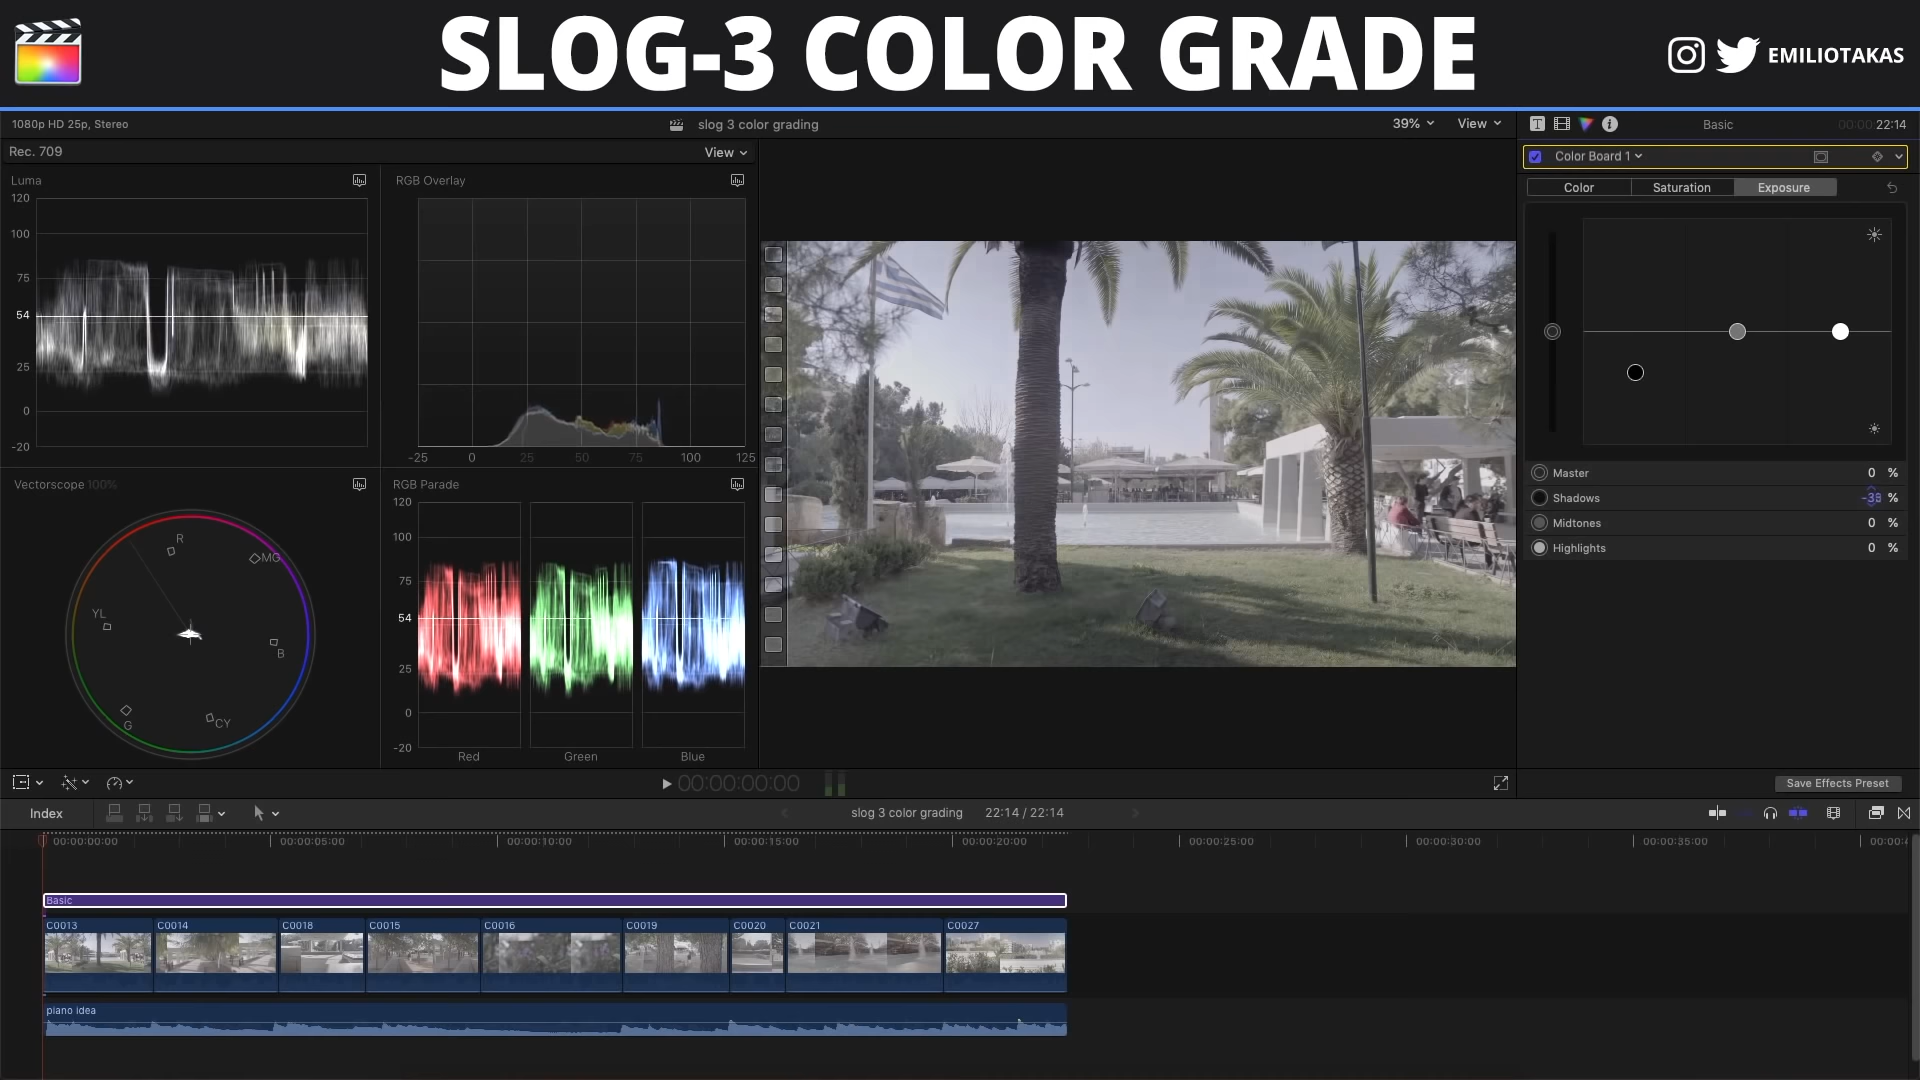 SLOG-3 COLOR GRADE
EMILIOTAKAS
1080p HD 25p, Stereo
slog 3 color grading
39%
View
Basic
00:00:22:14
Rec. 709
View
Color Board 1
Luma
RGB Overlay
Color
Saturation
Exposure
120
100
75
54
25
0
-20
-25
0
25
50
75
100
125
Vectorscope 100%
RGB Parade
R
MG
YL
B
G
CY
120
100
75
54
25
0
-20
Red
Green
Blue
Master
0 %
Shadows
%
Midtones
0 %
Highlights
0 %
00:00:00:00
Save Effects Preset
Index
slog 3 color grading
22:14 / 22:14
00:00:00:00
00:00:05:00
00:00:10:00
00:00:15:00
00:00:20:00
00:00:25:00
00:00:30:00
00:00:35:00
Basic
C0013
C0014
C0018
C0015
C0016
C0019
C0020
C0021
C0027
piano idea